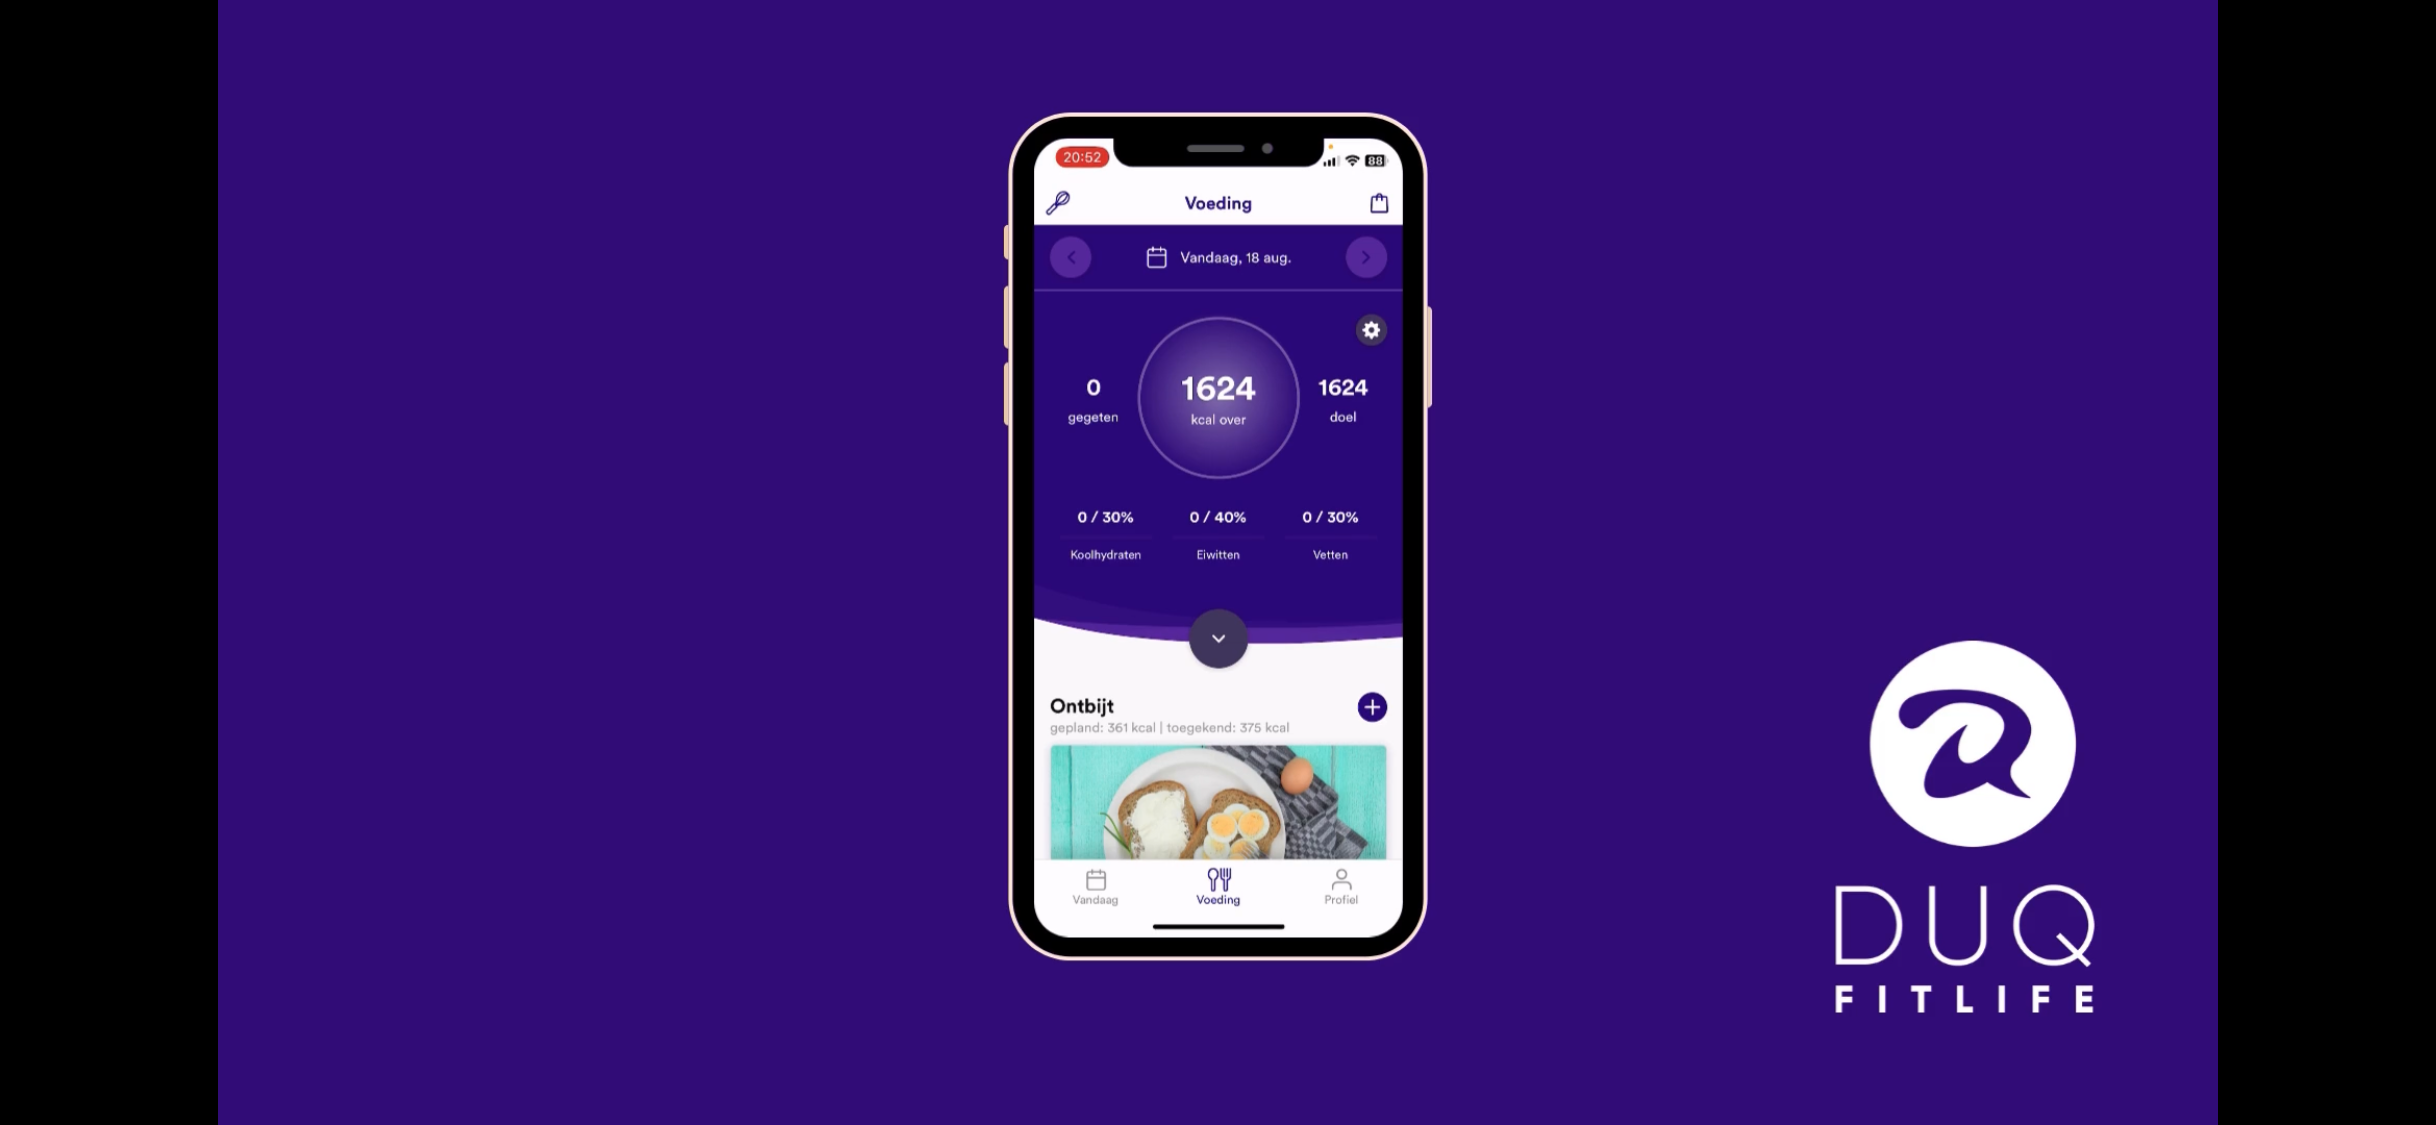 20:52
88
Voeding
Vandaag, 18 aug.
0
gegeten
1624
kcal over
1624
doel
0 / 30%
0 / 40%
0 / 30%
Koolhydraten
Eiwitten
Vetten
Ontbijt
gepland: 361 kcal | toegekend: 375 kcal
Vandaag
Voeding
Profiel
DUQ
FITLIFE